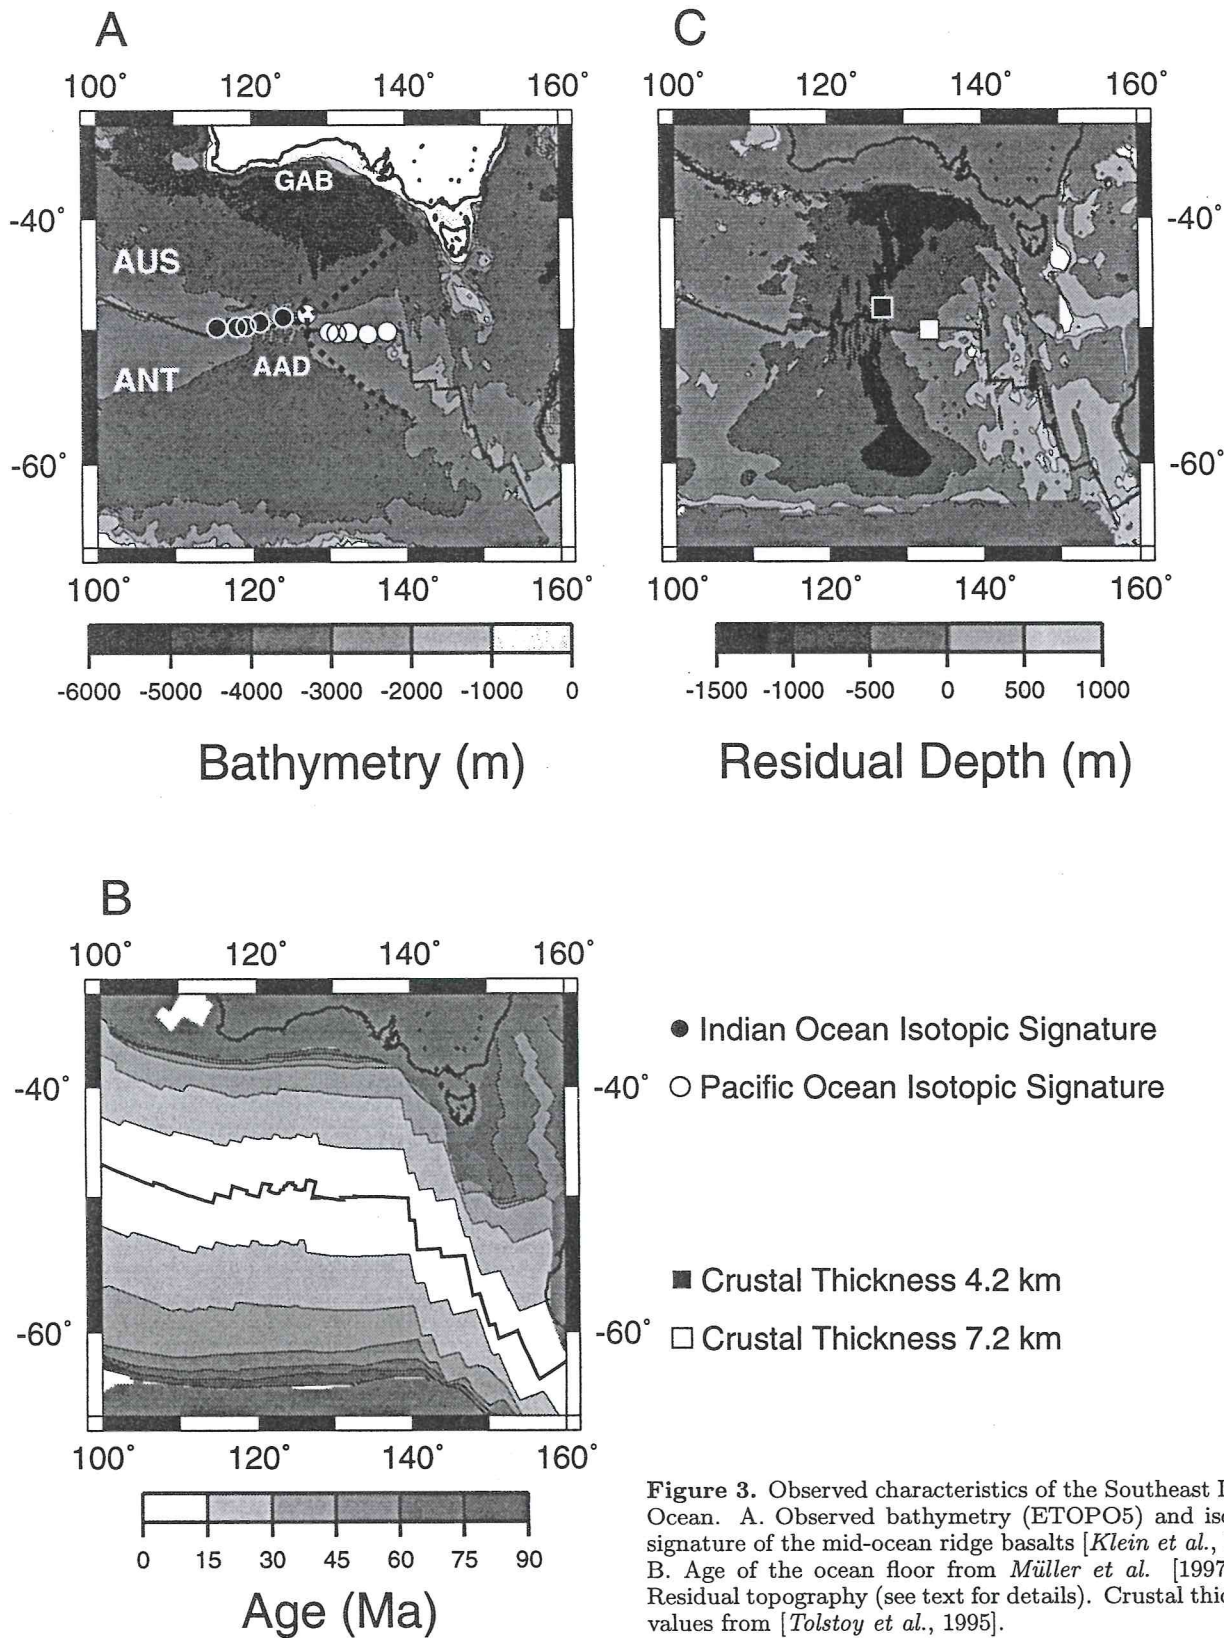 A
100° 120° 140° 160°
-40°
-60°
GAB
AUS
AAD
ANT
100° 120° 140° 160°
-6000 -5000 -4000 -3000 -2000 -1000 0
Bathymetry (m)
C
100° 120° 140° 160°
-40°
-60°
100° 120° 140° 160°
-1500 -1000 -500 0 500 1000
Residual Depth (m)
B
100° 120° 140° 160°
-40° -40°
-60° -60°
100° 120° 140° 160°
0 15 30 45 60 75 90
Age (Ma)
Indian Ocean Isotopic Signature
Pacific Ocean Isotopic Signature
Crustal Thickness 4.2 km
Crustal Thickness 7.2 km
Figure 3. Observed characteristics of the Southeast
Ocean. A. Observed bathymetry (ETOPO5) and
signature of the mid-ocean ridge basalts [Klein et al.,
B. Age of the ocean floor from Müller et al. [1997
Residual topography (see text for details). Crustal
values from [Tolstoy et al., 1995].